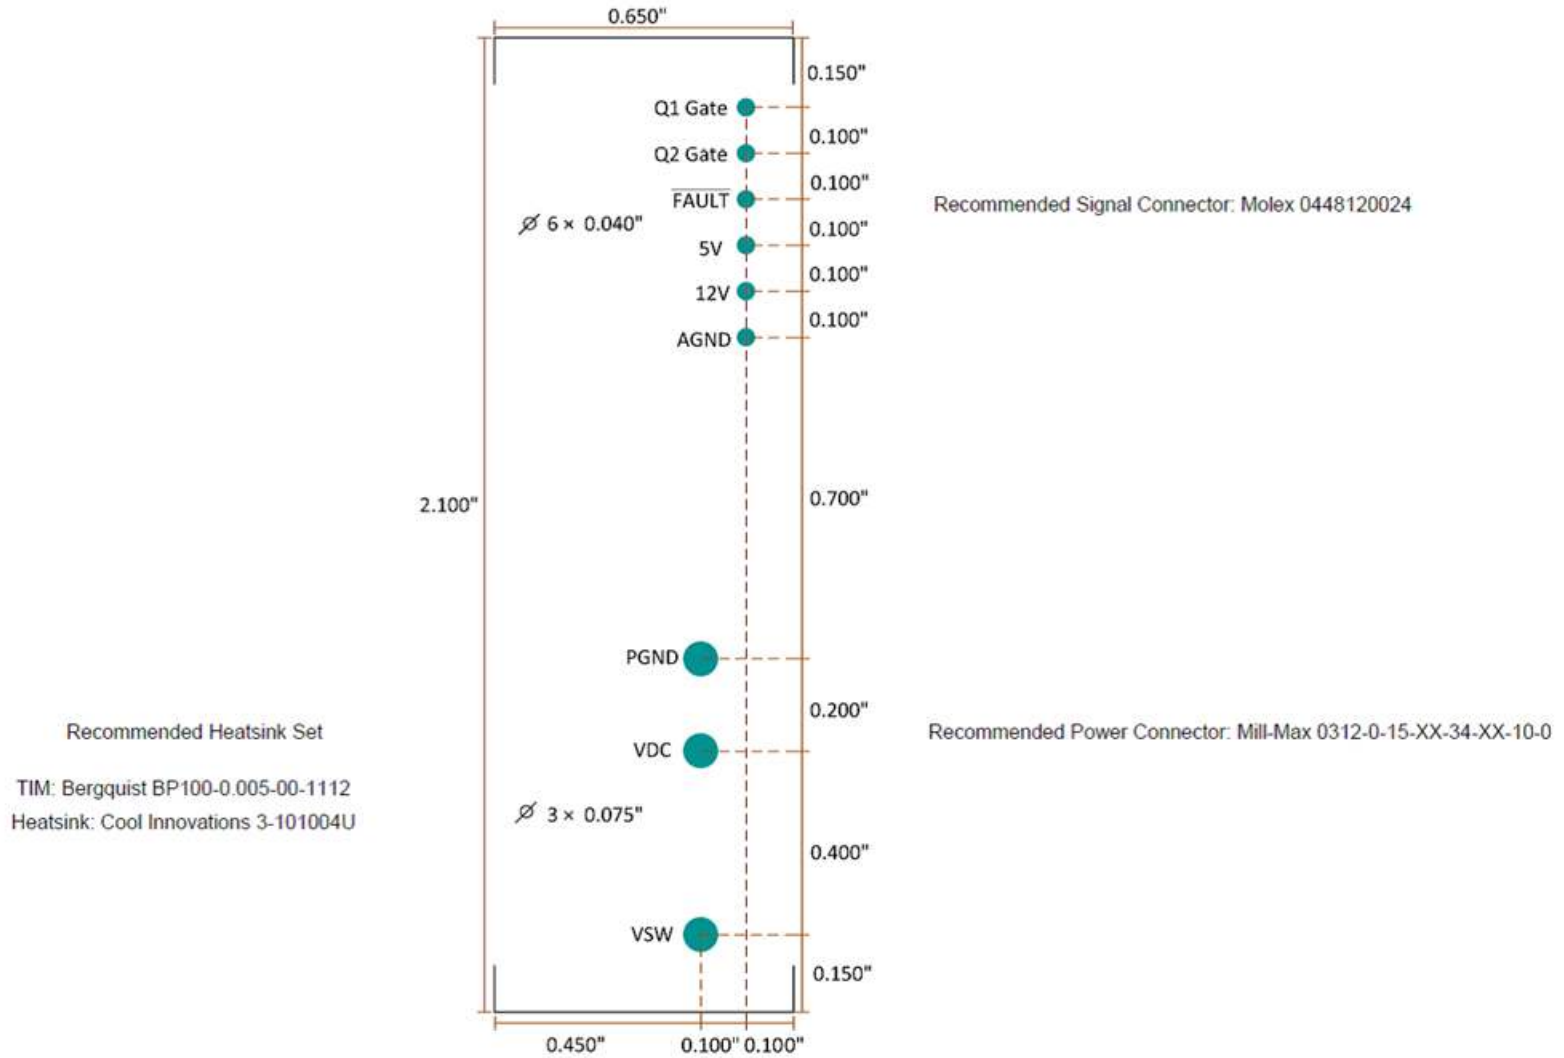 0.650"
0.150"
Q1 Gate
0.100"
Q2 Gate
0.100"
FAULT
Recommended Signal Connector: Molex 0448120024
⌀ 6 × 0.040"
0.100"
5V
0.100"
12V
0.100"
AGND
0.700"
2.100"
PGND
0.200"
Recommended Heatsink Set
Recommended Power Connector: Mill-Max 0312-0-15-XX-34-XX-10-0
VDC
TIM: Bergquist BP100-0.005-00-1112
⌀ 3 × 0.075"
Heatsink: Cool Innovations 3-101004U
0.400"
VSW
0.150"
0.450"
0.100"
0.100"